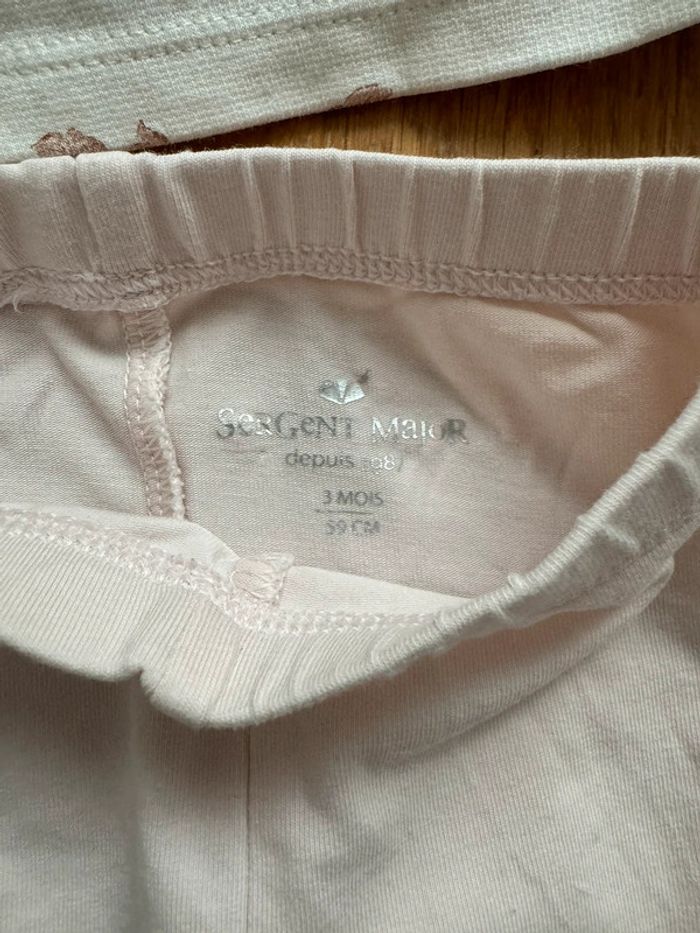 SeRGeNT MaJOR
depuis 1987
3 MOIS
59 CM